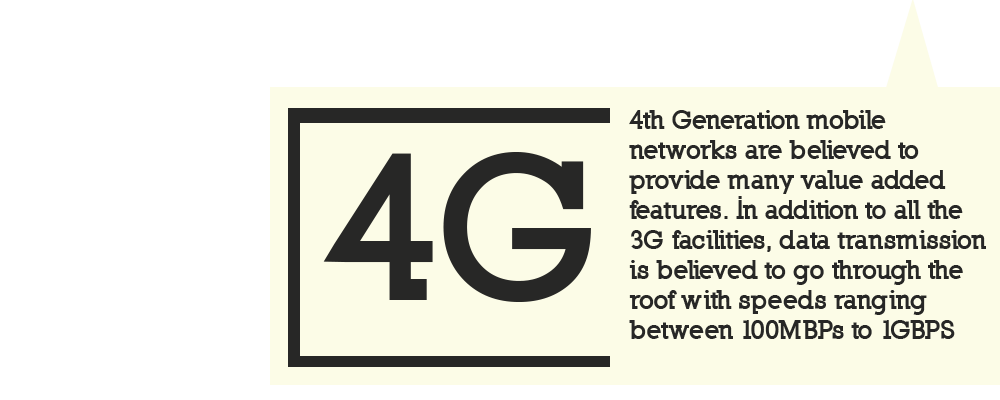 4G
4th Generation mobile
networks are believed to
provide many value added
features. İn addition to all the
3G facilities, data transmission
is believed to go through the
roof with speeds ranging
between 100MBPs to 1GBPS